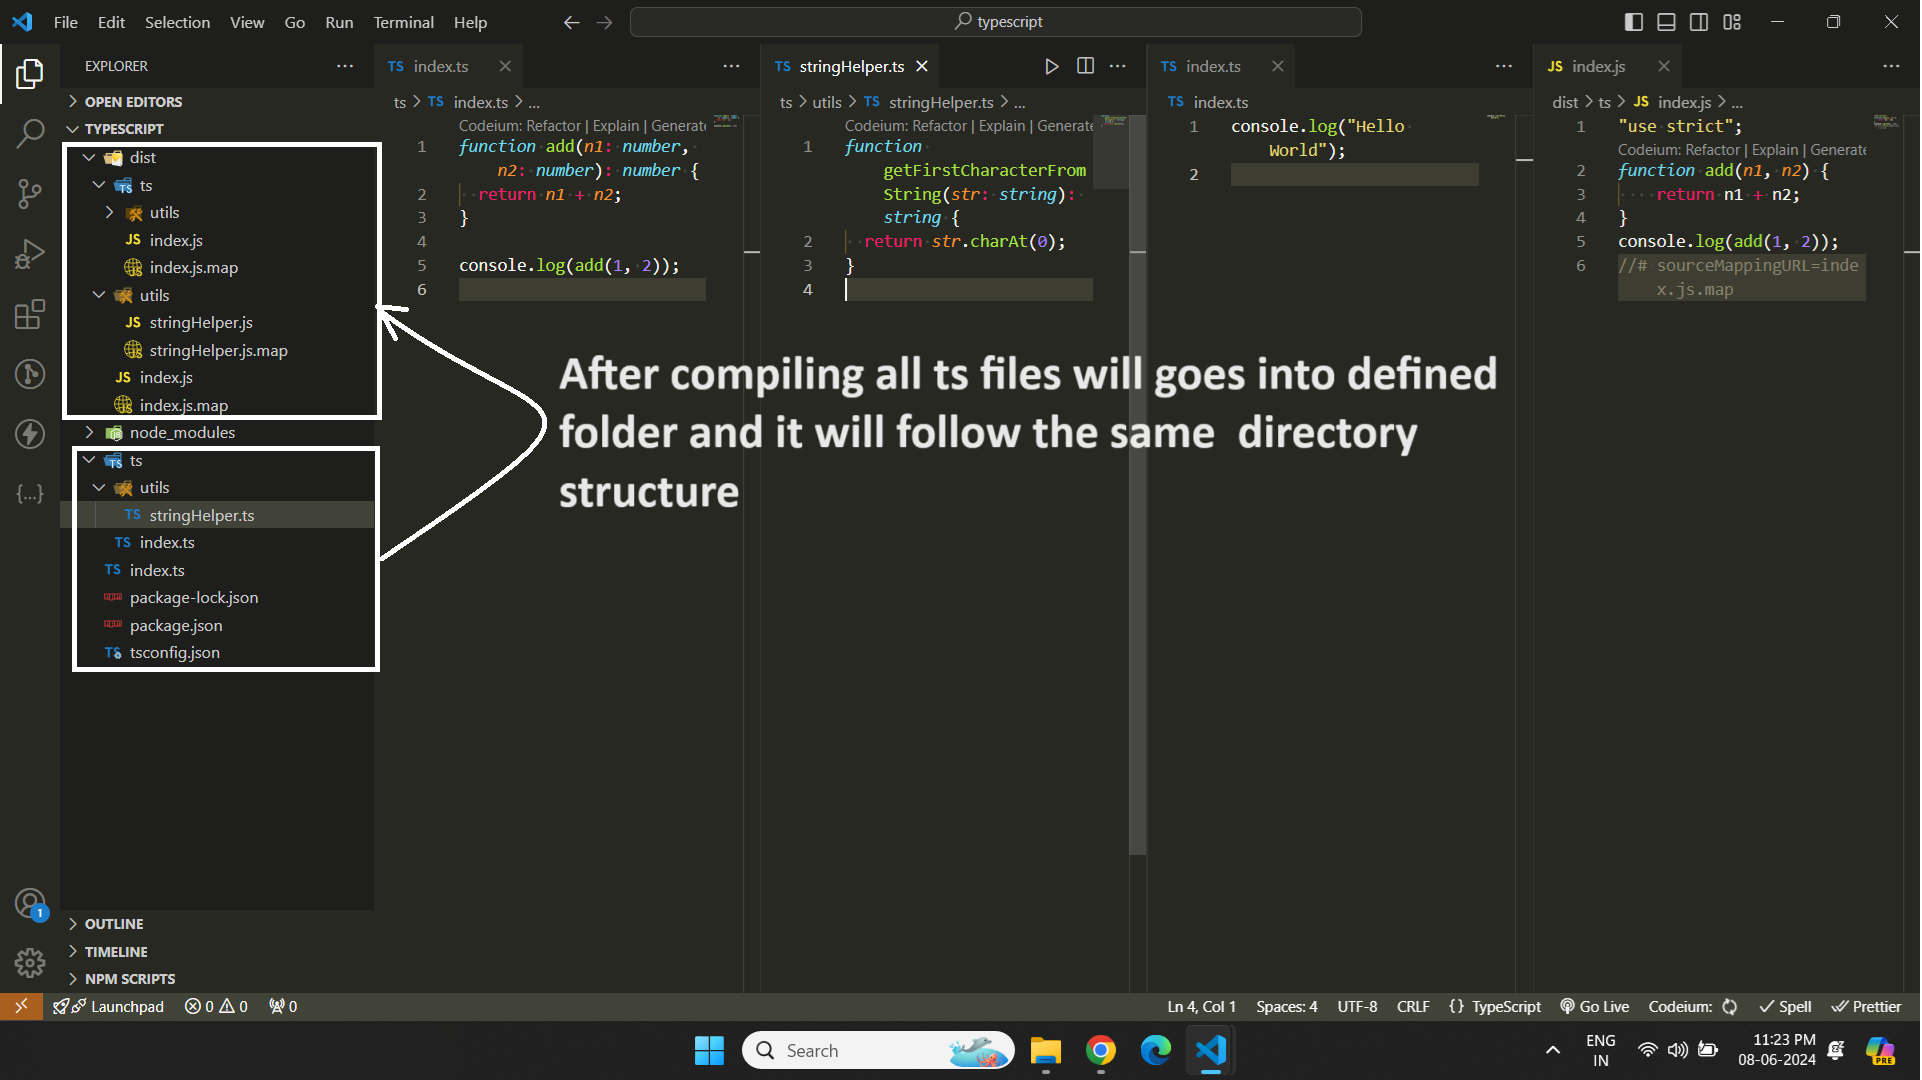 File Edit Selection View Go Run Terminal Help
typescript
EXPLORER
OPEN EDITORS
TYPESCRIPT
dist
ts
utils
index.js
index.js.map
utils
stringHelper.js
stringHelper.js.map
index.js
index.js.map
node_modules
ts
utils
stringHelper.ts
index.ts
index.ts
package-lock.json
package.json
tsconfig.json
OUTLINE
TIMELINE
NPM SCRIPTS
TS index.ts
ts > TS index.ts > ...
Codeium: Refactor | Explain | Generate
1 function add(n1: number,
n2: number): number {
2 return n1 + n2;
3 }
4
5 console.log(add(1, 2));
6
TS stringHelper.ts
ts > utils > TS stringHelper.ts > ...
Codeium: Refactor | Explain | Generate
1 function
getFirstCharacterFrom
String(str: string):
string {
2 return str.charAt(0);
3 }
4
TS index.ts
TS index.ts
1 console.log("Hello
World");
2
JS index.js
dist > ts > JS index.js > ...
1 "use strict";
Codeium: Refactor | Explain | Generate
2 function add(n1, n2) {
3 return n1 + n2;
4 }
5 console.log(add(1, 2));
6 //# sourceMappingURL=inde
x.js.map
After compiling all ts files will goes into defined
folder and it will follow the same directory
structure
1
Launchpad 0 0 0
Ln 4, Col 1 Spaces: 4 UTF-8 CRLF {} TypeScript Go Live Codeium: Spell Prettier
Search
ENG
IN
11:23 PM
08-06-2024
PRE